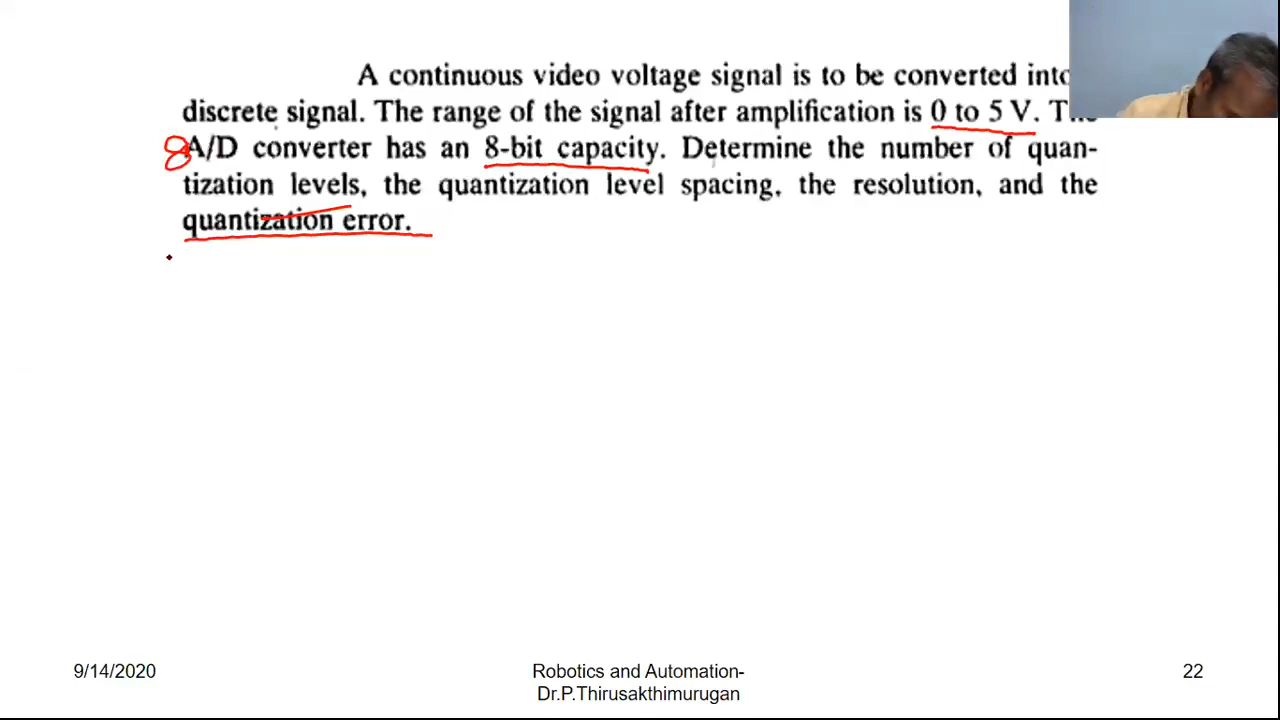 A continuous video voltage signal is to be converted into
discrete signal. The range of the signal after amplification is 0 to 5 V.
8 A/D converter has an 8-bit capacity. Determine the number of quan-
tization levels, the quantization level spacing, the resolution, and the
quantization error.
9/14/2020
Robotics and Automation-
Dr.P.Thirusakthimurugan
22